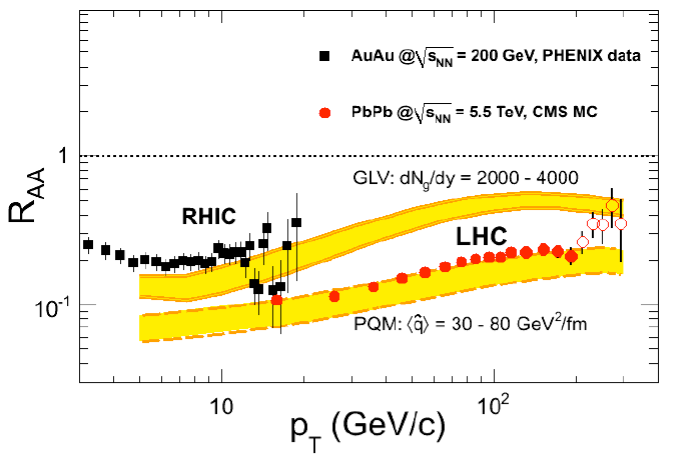 AuAu @√sNN = 200 GeV, PHENIX data
PbPb @√sNN = 5.5 TeV, CMS MC
1
GLV: dNg/dy = 2000 - 4000
RAA
RHIC
LHC
10-1
PQM: ⟨q̂⟩ = 30 - 80 GeV2/fm
10
102
pT (GeV/c)